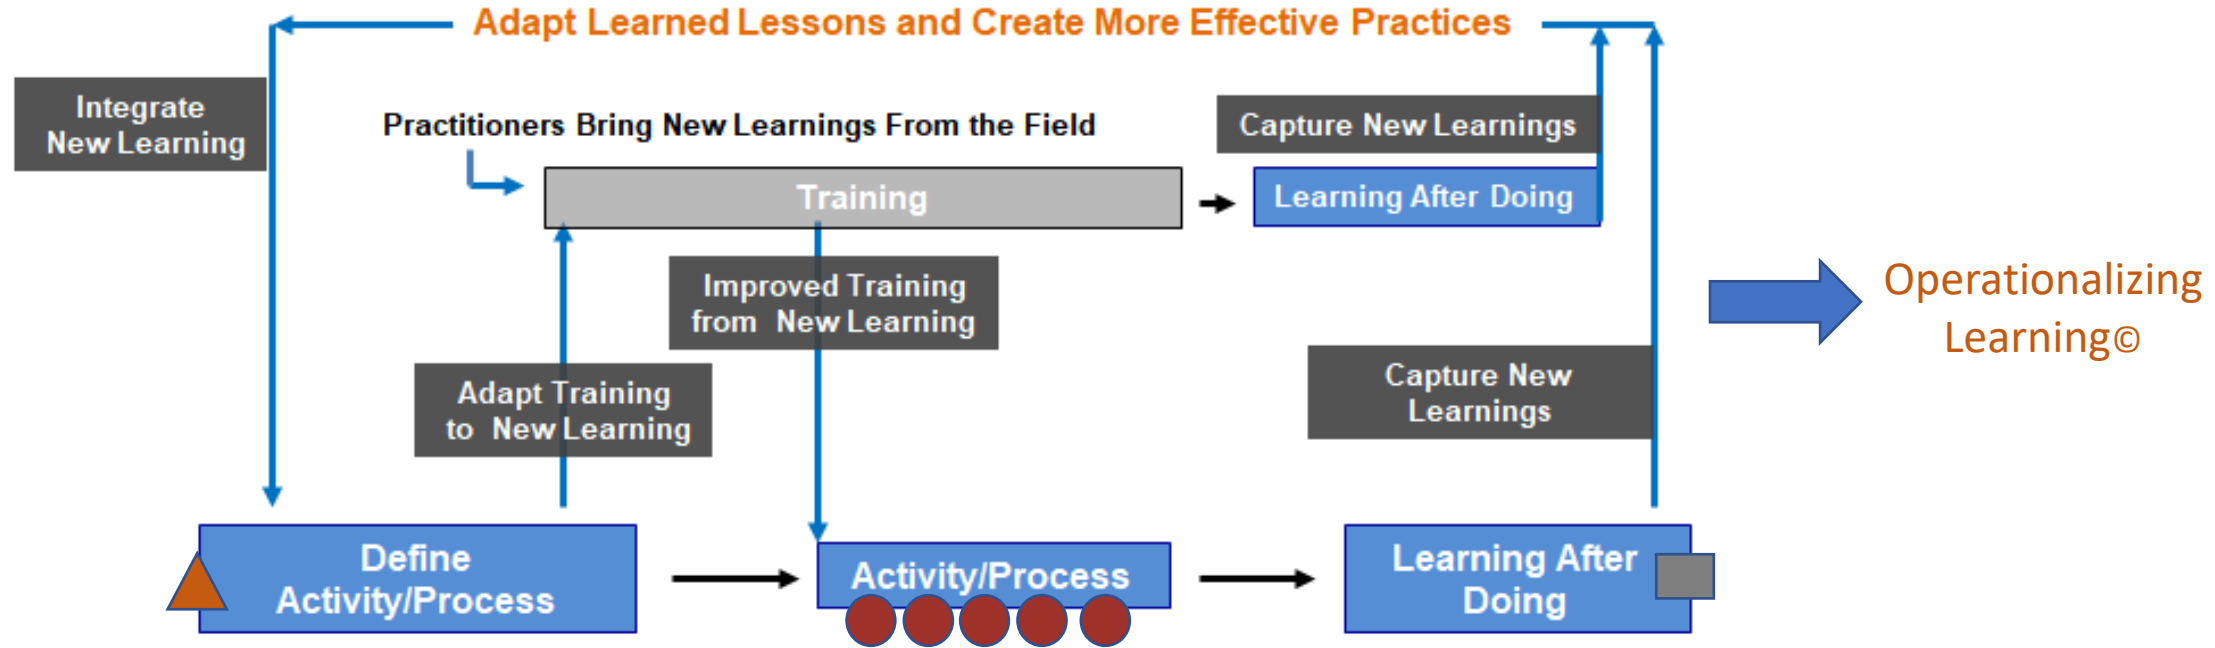 Adapt Learned Lessons and Create More Effective Practices
Integrate
New Learning
Practitioners Bring New Learnings From the Field
Capture New Learnings
Training
Learning After Doing
Improved Training
from New Learning
Operationalizing
Learning©
Adapt Training
to New Learning
Capture New
Learnings
Define
Activity/Process
Activity/Process
Learning After
Doing